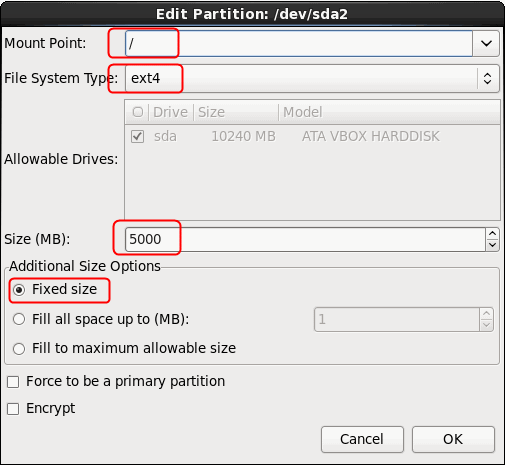 Edit Partition: /dev/sda2
Mount Point: /
File System Type: ext4
Drive Size Model
Allowable Drives: sda 10240 MB ATA VBOX HARDDISK
Size (MB): 5000
Additional Size Options
Fixed size
Fill all space up to (MB): 1
Fill to maximum allowable size
Force to be a primary partition
Encrypt
Cancel OK